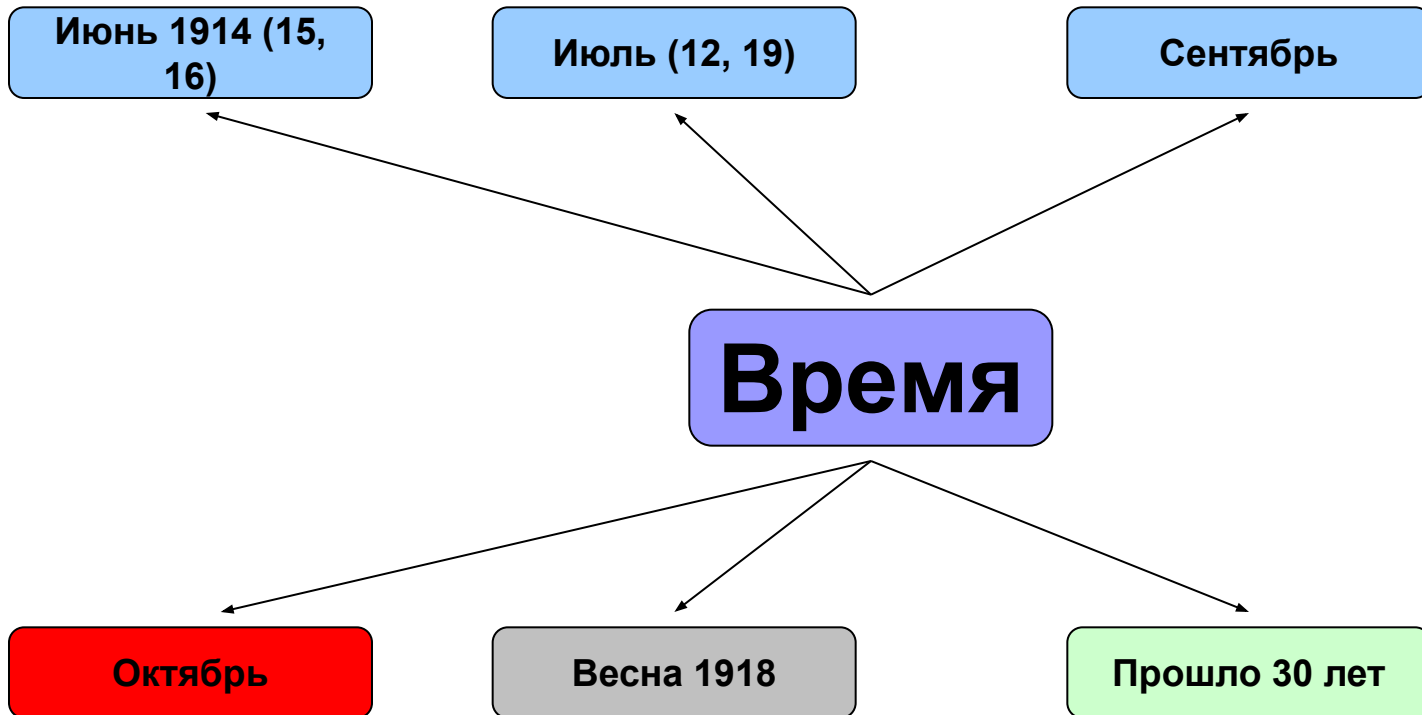 Июнь 1914 (15,
16)
Июль (12, 19)
Сентябрь
Время
Октябрь
Весна 1918
Прошло 30 лет